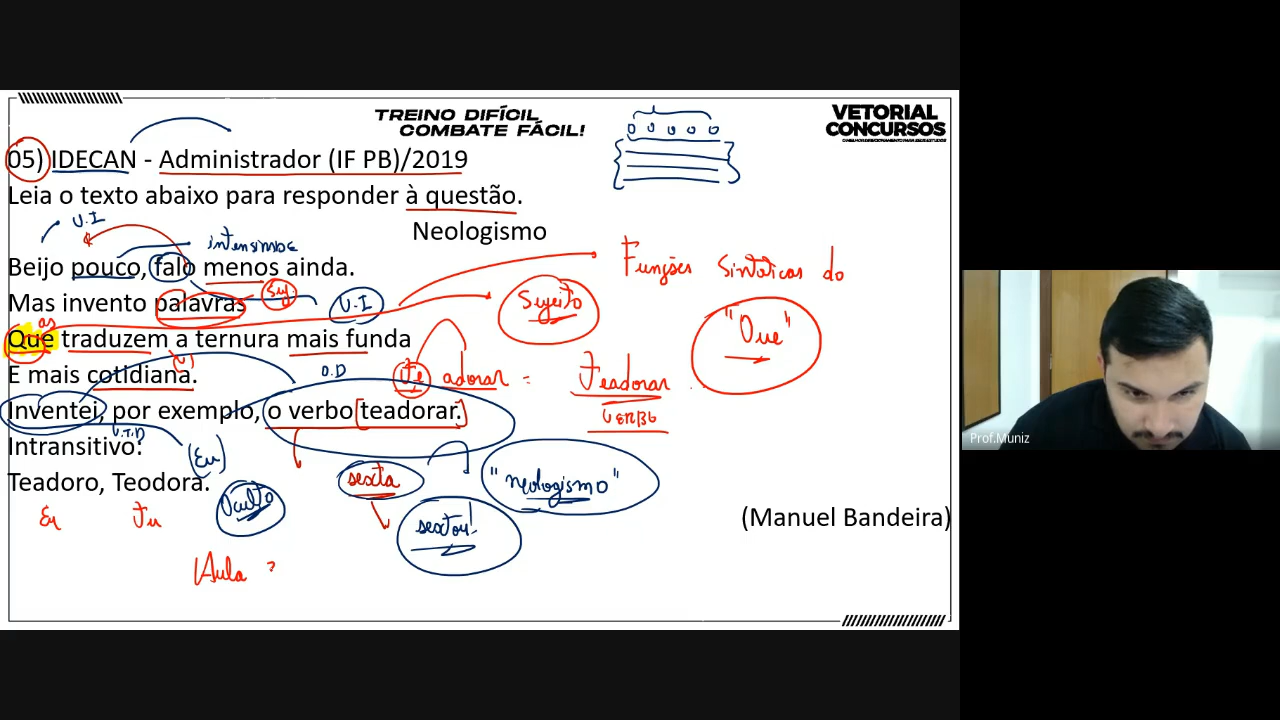 TREINO DIFÍCIL
COMBATE FÁCIL!
VETORIAL
CONCURSOS
05) IDECAN - Administrador (IF PB)/2019
Leia o texto abaixo para responder à questão.
V.I
Neologismo
Beijo pouco, falo menos ainda.
Funções Sintáticas do
Mas invento palavras
Suj
V.I
Sujeito
"Que"
as
Que traduzem a ternura mais funda
E mais cotidiana.
O.D
Te adorar = Teadorar
VERBO
Inventei, por exemplo, o verbo [teadorar.]
V.T.D
Intransitivo.
(Eu)
Teadoro, Teodora.
sexta
"neologismo"
Oculto
sextou!
Eu
Tu
(Manuel Bandeira)
Aula
Prof.Muniz